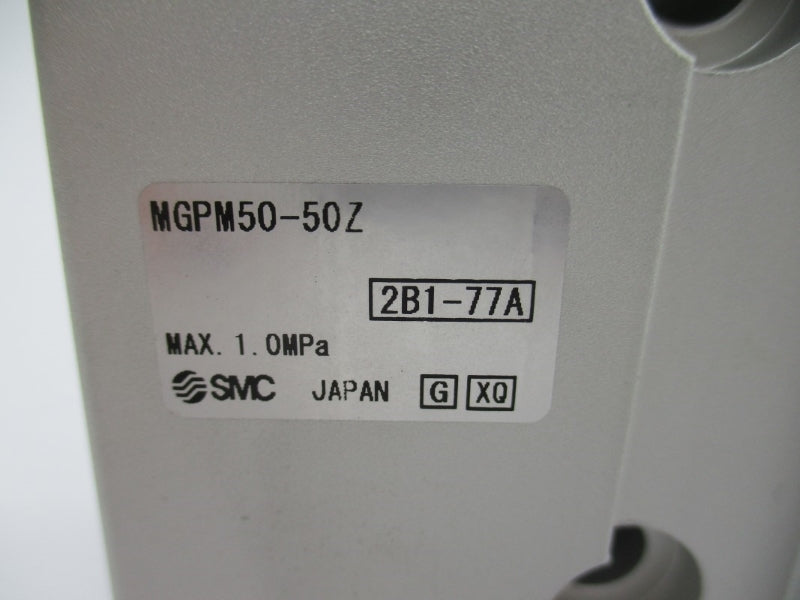 MGPM50-50Z
2B1-77A
MAX. 1.0MPa
SMC JAPAN G XQ